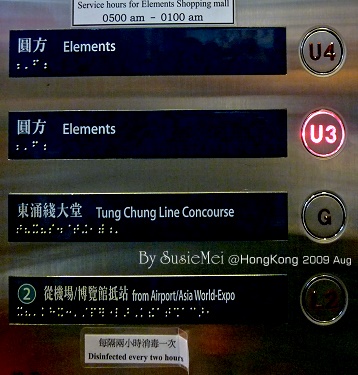 Service hours for Elements Shopping mall
0500 am - 0100 am
圓方 Elements U4
圓方 Elements U3
東涌綫大堂 Tung Chung Line Concourse G
By SusieMei @HongKong 2009 Aug
② 從機場/博覽館抵站 from Airport/Asia World-Expo L2
每隔兩小時消毒一次
Disinfected every two hours